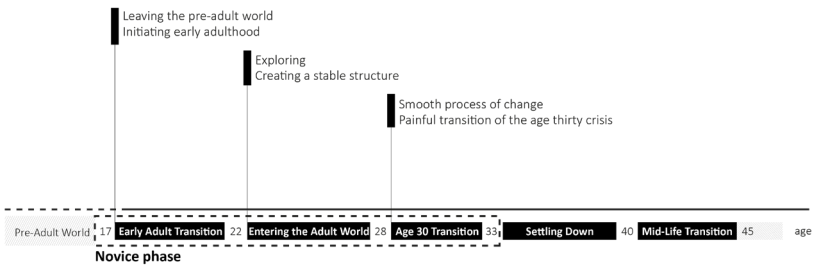 Leaving the pre-adult world
Initiating early adulthood
Exploring
Creating a stable structure
Smooth process of change
Painful transition of the age thirty crisis
Pre-Adult World 17 Early Adult Transition 22 Entering the Adult World 28 Age 30 Transition 33 Settling Down 40 Mid-Life Transition 45 age
Novice phase